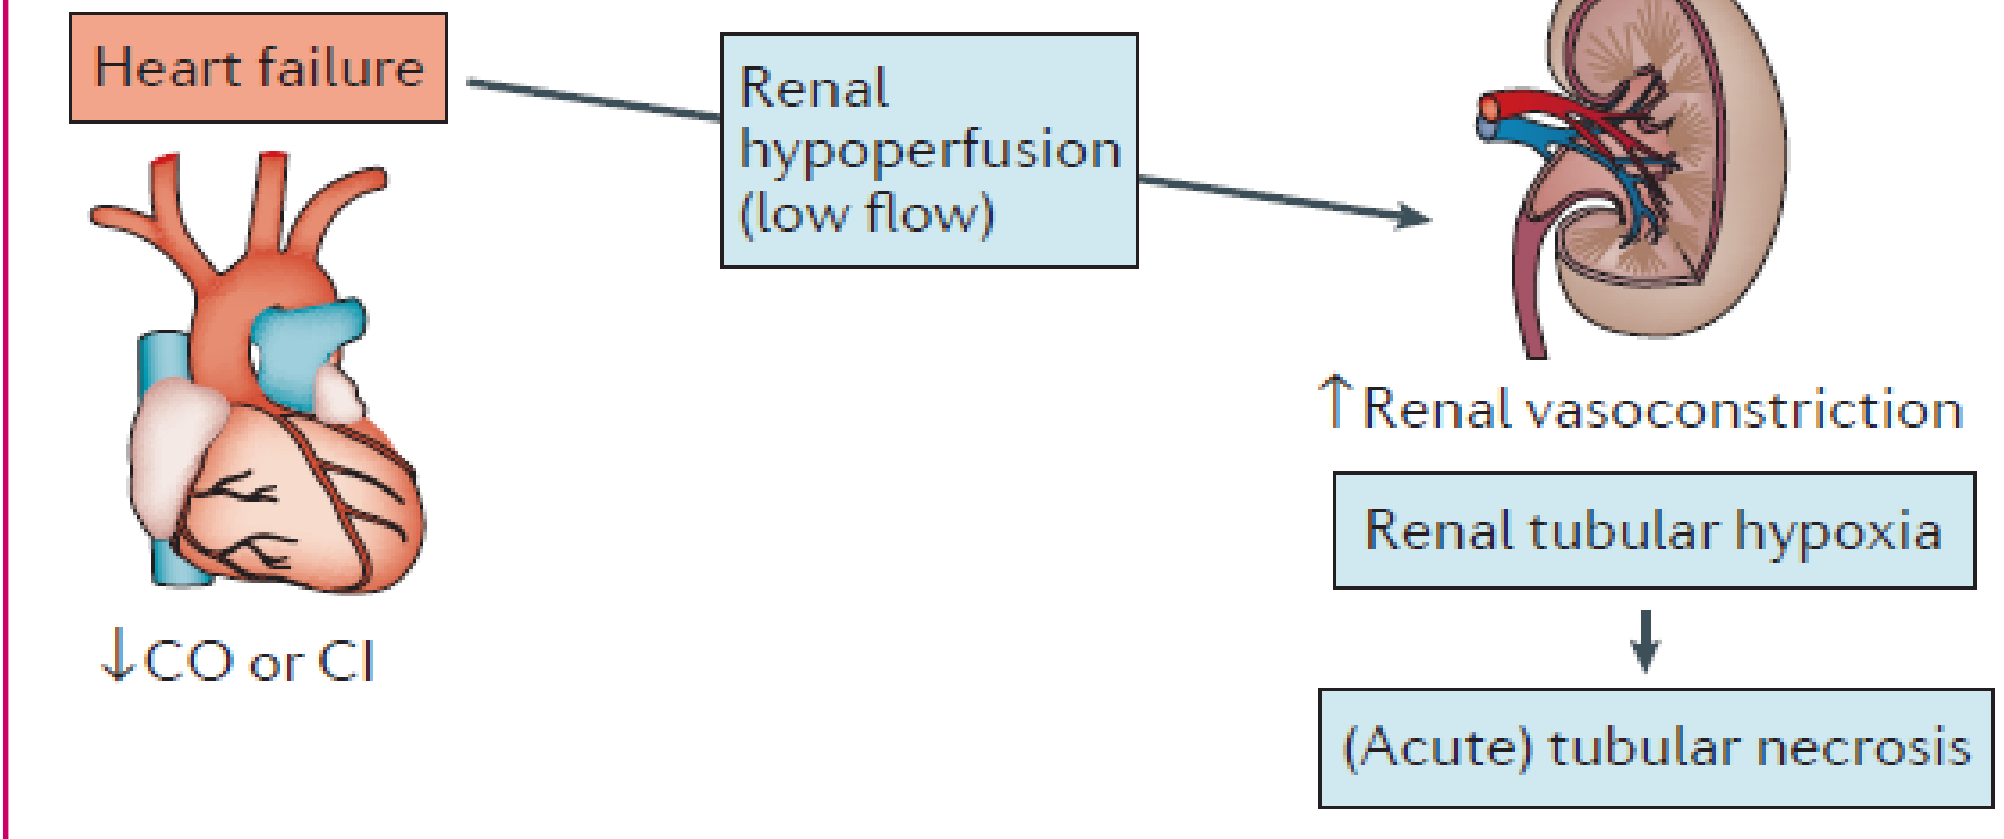 Heart failure
Renal
hypoperfusion
(low flow)
↑Renal vasoconstriction
Renal tubular hypoxia
↓CO or CI
(Acute) tubular necrosis